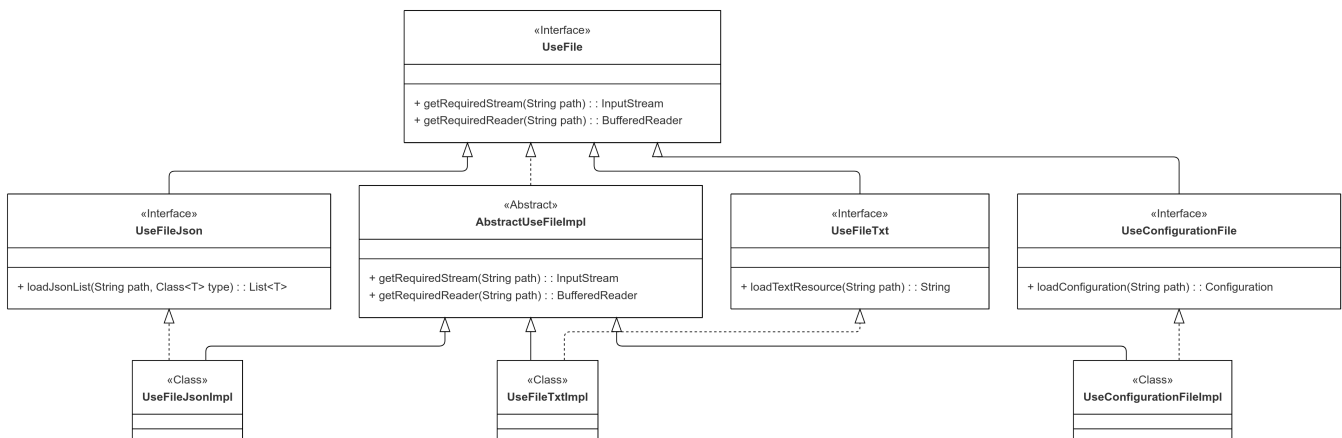 «Interface»
UseFile
+ getRequiredStream(String path) : : InputStream
+ getRequiredReader(String path) : : BufferedReader
«Interface»
UseFileJson
+ loadJsonList(String path, Class<T> type) : : List<T>
«Abstract»
AbstractUseFileImpl
+ getRequiredStream(String path) : : InputStream
+ getRequiredReader(String path) : : BufferedReader
«Interface»
UseFileTxt
+ loadTextResource(String path) : : String
«Interface»
UseConfigurationFile
+ loadConfiguration(String path) : : Configuration
«Class»
UseFileJsonImpl
«Class»
UseFileTxtImpl
«Class»
UseConfigurationFileImpl